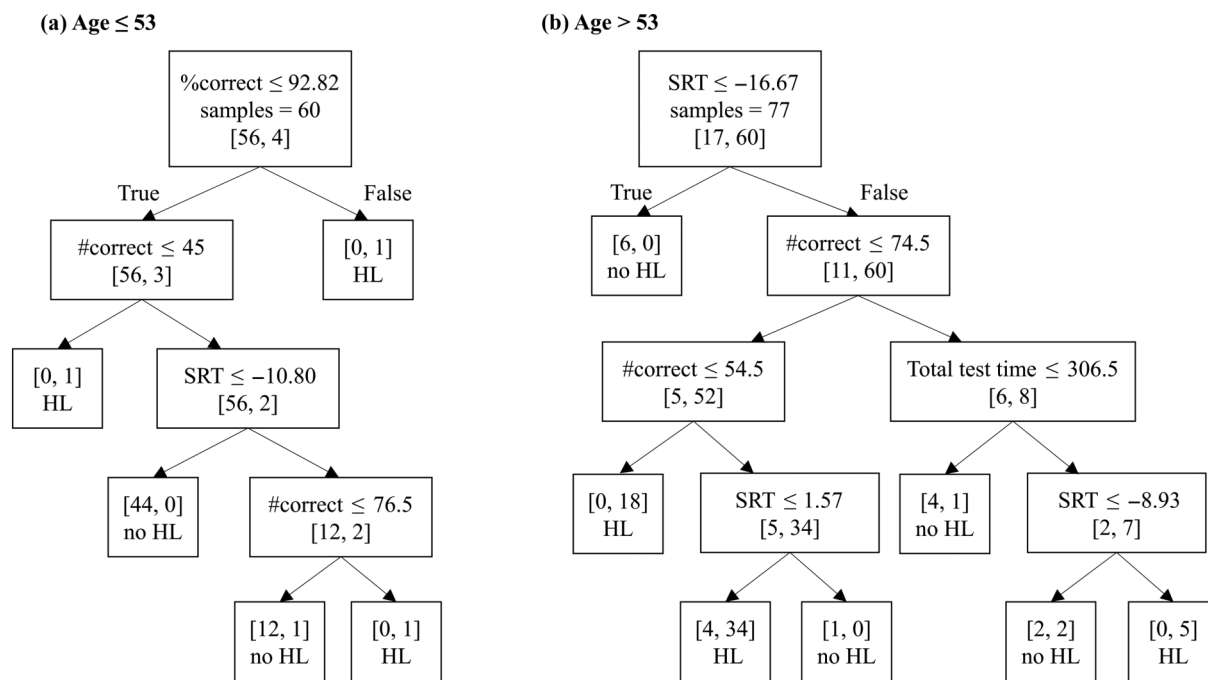 (a) Age ≤ 53
%correct ≤ 92.82
samples = 60
[56, 4]
True
False
#correct ≤ 45
[56, 3]
[0, 1]
HL
[0, 1]
HL
SRT ≤ −10.80
[56, 2]
[44, 0]
no HL
#correct ≤ 76.5
[12, 2]
[12, 1]
no HL
[0, 1]
HL
(b) Age > 53
SRT ≤ −16.67
samples = 77
[17, 60]
True
False
[6, 0]
no HL
#correct ≤ 74.5
[11, 60]
#correct ≤ 54.5
[5, 52]
Total test time ≤ 306.5
[6, 8]
[0, 18]
HL
SRT ≤ 1.57
[5, 34]
[4, 1]
no HL
SRT ≤ −8.93
[2, 7]
[4, 34]
HL
[1, 0]
no HL
[2, 2]
no HL
[0, 5]
HL